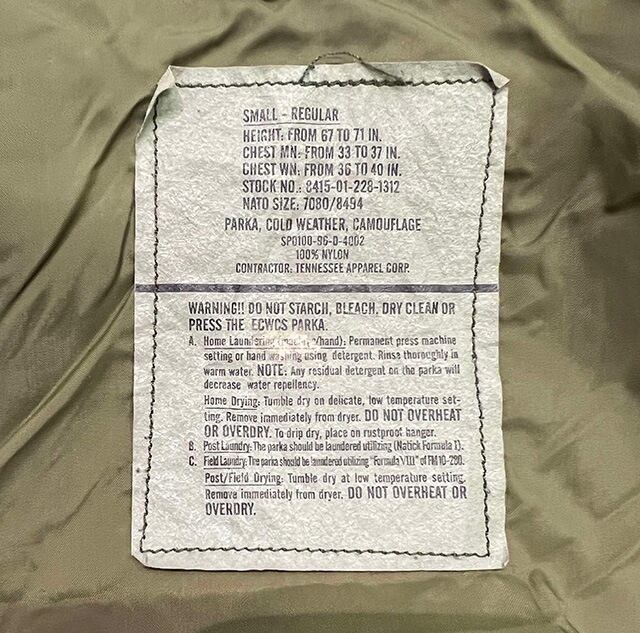 SMALL - REGULAR
HEIGHT: FROM 67 TO 71 IN.
CHEST MN: FROM 33 TO 37 IN.
CHEST WN: FROM 36 TO 40 IN.
STOCK NO.: 8415-01-228-1312
NATO SIZE: 7080/8494
PARKA, COLD WEATHER, CAMOUFLAGE
SPO100-96-D-4002
100% NYLON
CONTRACTOR: TENNESSEE APPAREL CORP.
WARNING!! DO NOT STARCH, BLEACH, DRY CLEAN OR
PRESS THE ECWCS PARKA.
A. Home Laundering (machine/hand): Permanent press machine
setting or hand washing using detergent. Rinse thoroughly in
warm water. NOTE: Any residual detergent on the parka will
decrease water repellency.
Home Drying: Tumble dry on delicate, low temperature set-
ting. Remove immediately from dryer. DO NOT OVERHEAT
OR OVERDRY. To drip dry, place on rustproof hanger.
B. Post Laundry: The parka should be laundered utilizing (Natick Formula 1).
C. Field Laundry: The parka should be laundered utilizing "Formula VIII" of FM10-280.
Post/Field Drying: Tumble dry at low temperature setting.
Remove immediately from dryer. DO NOT OVERHEAT OR
OVERDRY.